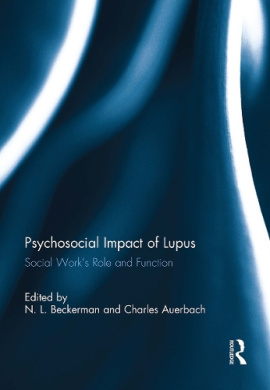 Psychosocial Impact of Lupus
Social Work's Role and Function
Edited by
N. L. Beckerman and Charles Auerbach
ROUTLEDGE